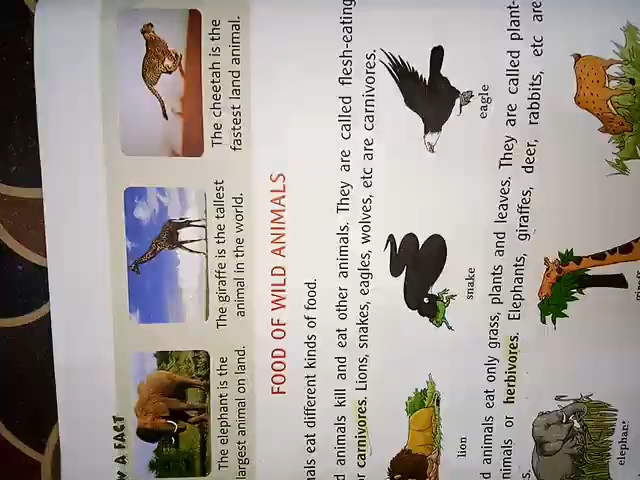 W A FACT
The elephant is the
largest animal on land.
The giraffe is the tallest
animal in the world.
The cheetah is the
fastest land animal.
FOOD OF WILD ANIMALS
als eat different kinds of food.
d animals kill and eat other animals. They are called flesh-eating
r carnivores. Lions, snakes, eagles, wolves, etc are carnivores.
lion
snake
eagle
d animals eat only grass, plants and leaves. They are called plant-
nimals or herbivores. Elephants, giraffes, deer, rabbits, etc are
s.
elephant